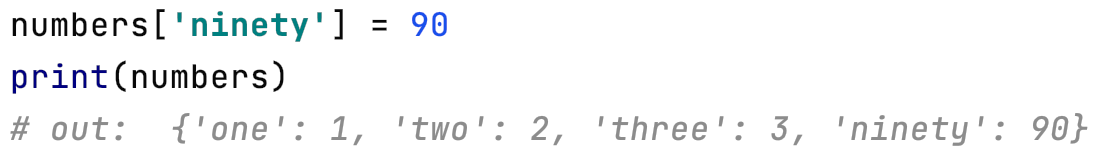 numbers['ninety'] = 90
print(numbers)
# out:  {'one': 1, 'two': 2, 'three': 3, 'ninety': 90}